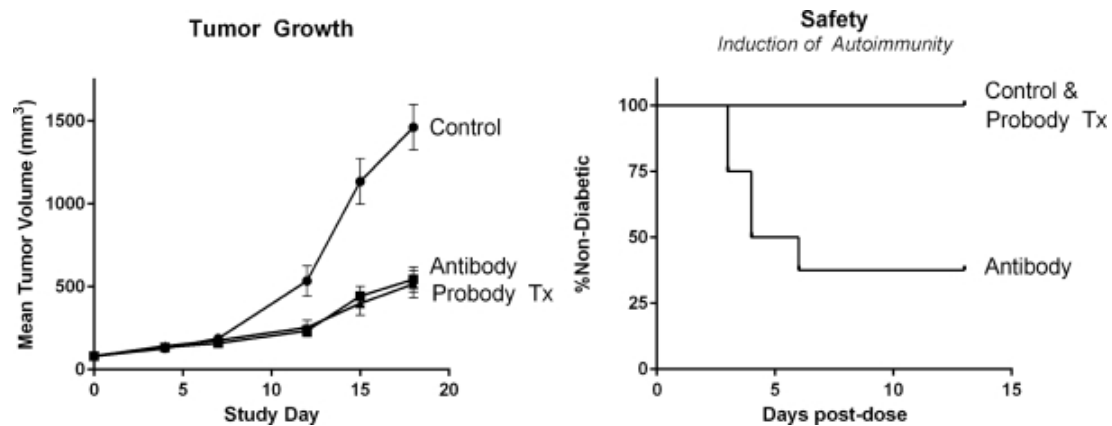 Tumor Growth
Mean Tumor Volume (mm³)
1500
1000
500
0
Control
Antibody
Probody Tx
0 5 10 15 20
Study Day
Safety
Induction of Autoimmunity
%Non-Diabetic
100
75
50
25
0
Control &
Probody Tx
Antibody
0 5 10 15
Days post-dose